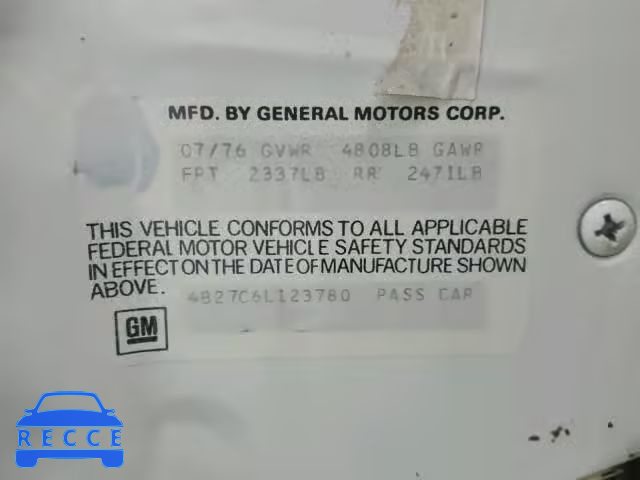 MFD. BY GENERAL MOTORS CORP.
07/76 GVWR 4808LB GAWR
FRT 2337LB RR 2471LB
THIS VEHICLE CONFORMS TO ALL APPLICABLE
FEDERAL MOTOR VEHICLE SAFETY STANDARDS
IN EFFECT ON THE DATE OF MANUFACTURE SHOWN
ABOVE.
4B27C6L123780 PASS CAR
GM
RECCE